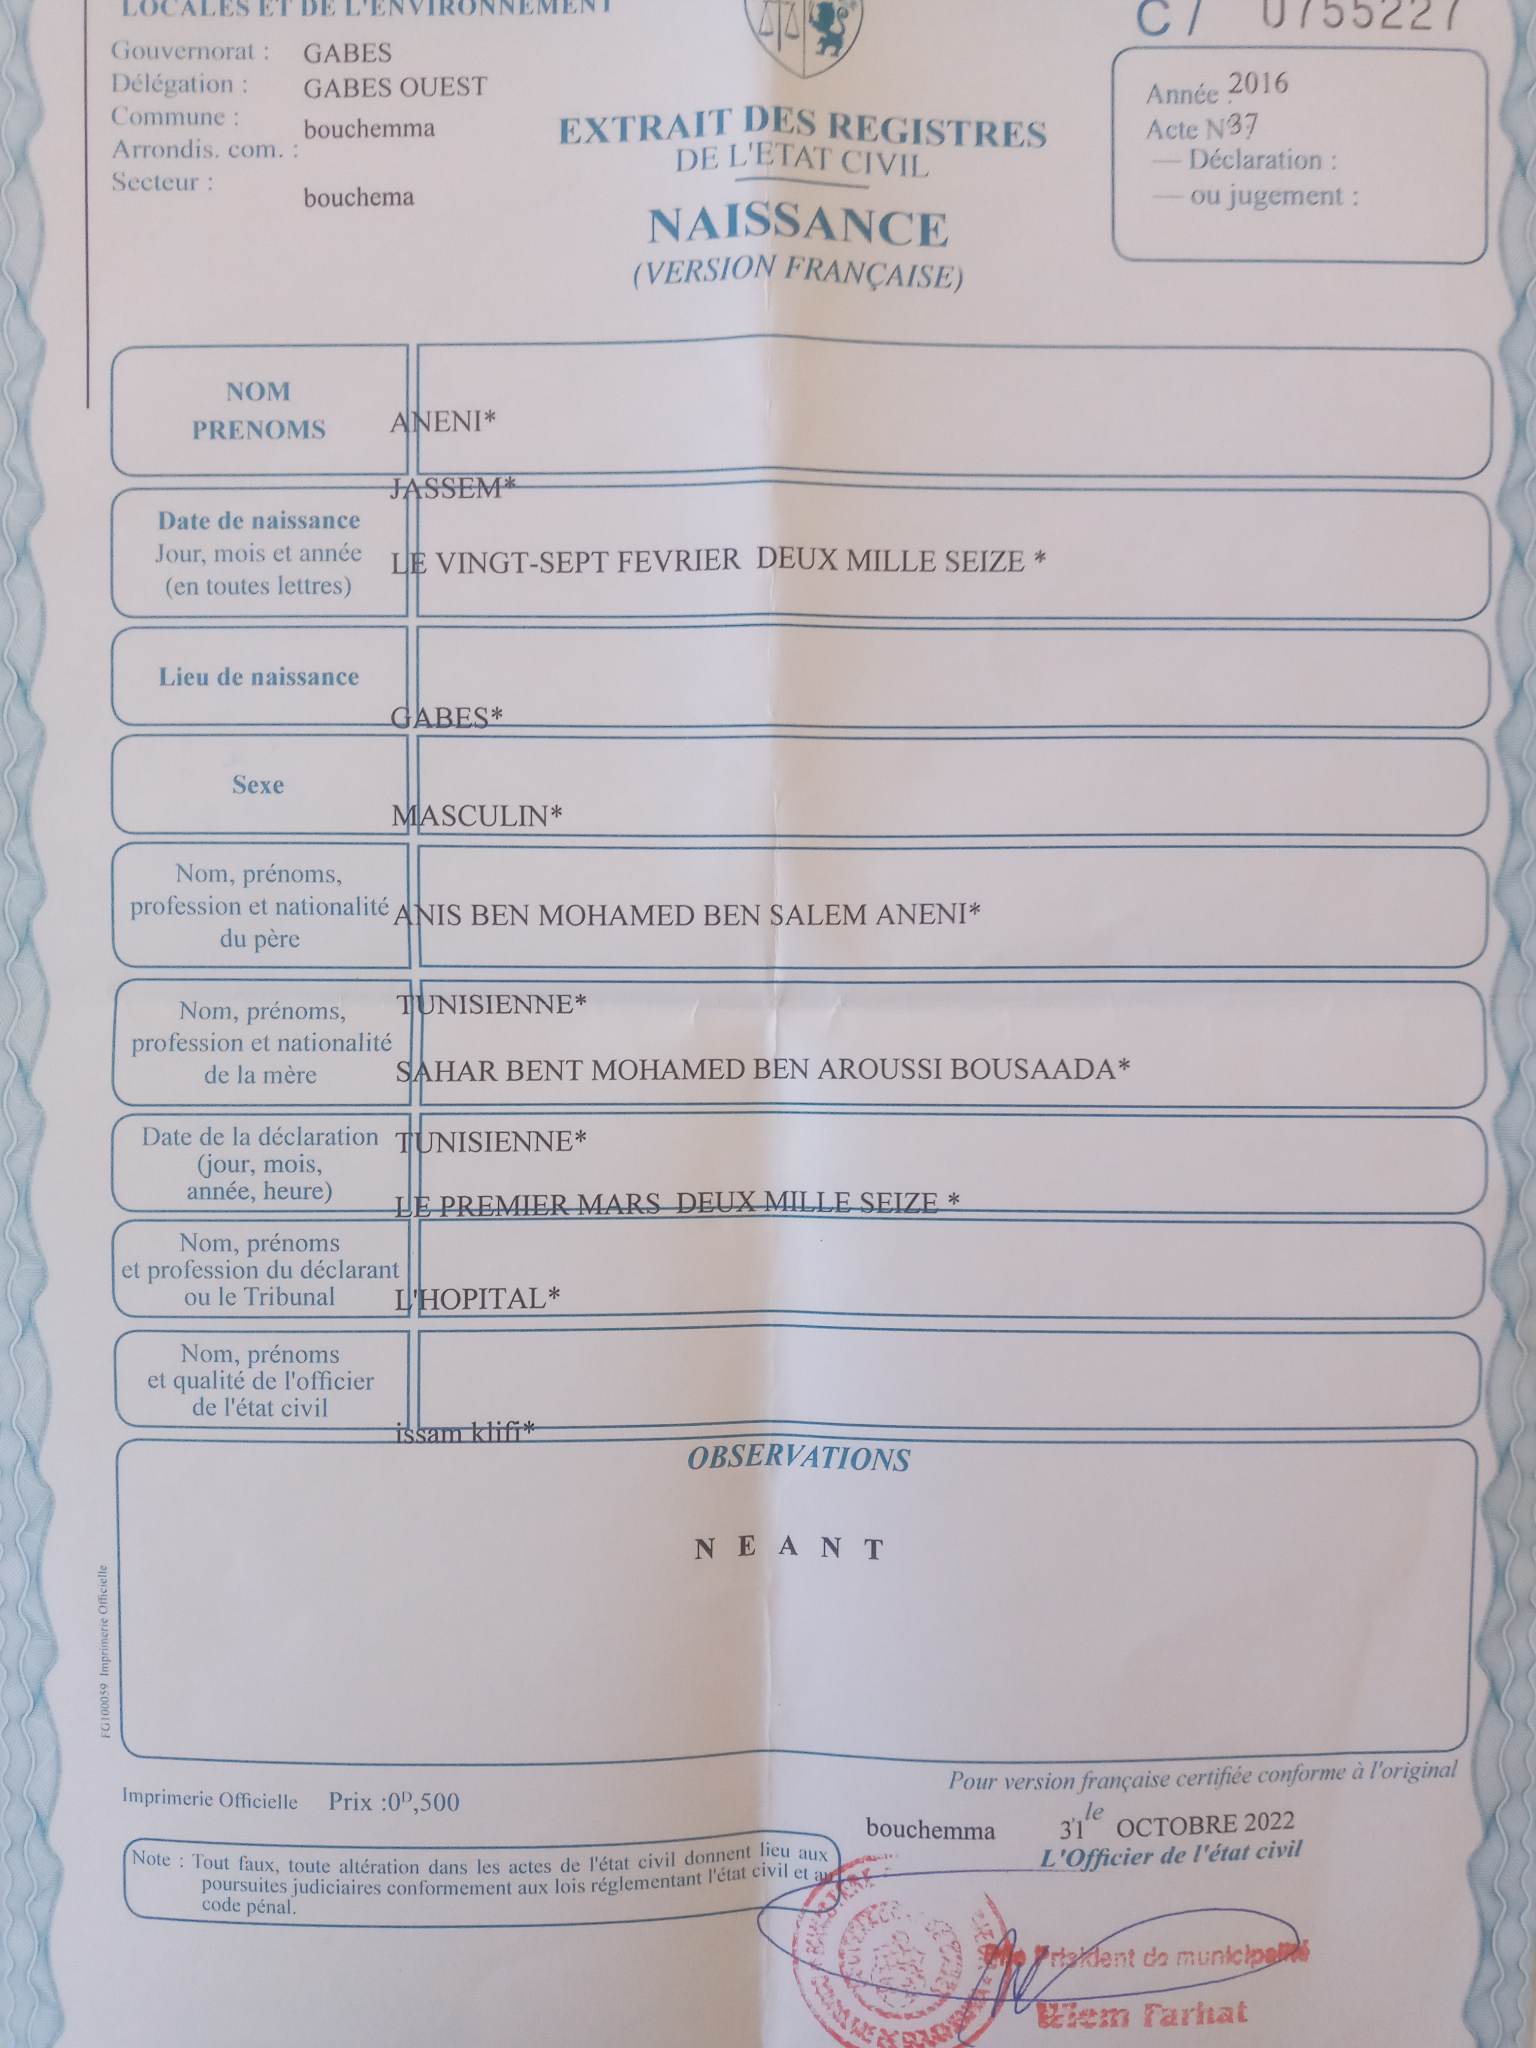 LOCALES ET DE L'ENVIRONNEMENT
Gouvernorat : GABES
Délégation : GABES OUEST
Commune : bouchemma
Arrondis. com. :
Secteur : bouchema
EXTRAIT DES REGISTRES
DE L'ETAT CIVIL
NAISSANCE
(VERSION FRANÇAISE)
C7 0755227
Année : 2016
Acte N° 37
— Déclaration :
— ou jugement :
NOM
PRENOMS
ANENI*
JASSEM*
Date de naissance
Jour, mois et année
(en toutes lettres)
LE VINGT-SEPT FEVRIER DEUX MILLE SEIZE *
Lieu de naissance
GABES*
Sexe
MASCULIN*
Nom, prénoms,
profession et nationalité
du père
ANIS BEN MOHAMED BEN SALEM ANENI*
TUNISIENNE*
Nom, prénoms,
profession et nationalité
de la mère
SAHAR BENT MOHAMED BEN AROUSSI BOUSAADA*
TUNISIENNE*
Date de la déclaration
(jour, mois,
année, heure)
LE PREMIER MARS DEUX MILLE SEIZE *
Nom, prénoms
et profession du déclarant
ou le Tribunal
L'HOPITAL*
Nom, prénoms
et qualité de l'officier
de l'état civil
issam klifi*
OBSERVATIONS
N E A N T
FG100059 Imprimerie Officielle
Imprimerie Officielle Prix :0ᴰ,500
Pour version française certifiée conforme à l'original
bouchemma le 31 OCTOBRE 2022
L'Officier de l'état civil
Note : Tout faux, toute altération dans les actes de l'état civil donnent lieu aux
poursuites judiciaires conformement aux lois réglementant l'état civil et au
code pénal.
Président de municipalité
Wiem Farhat